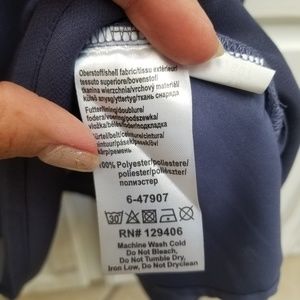 Oberstoff/shell fabric/tissu extérieur/
tessuto superiore/bovenstof/
tkanina wierzchnia/vrchový materiál/
külső anyag/yttertyg/ткань снаружи
Futter/lining/doublure/
fodera/voering/podszewka/
vložka/bélés/foder/подкладка
100% Polyester/poliestere/
poliester/polyester/
полиэстер
6-47907
30
RN# 129406
Machine Wash Cold
Do Not Bleach,
Do Not Tumble Dry,
Iron Low, Do Not Dryclean